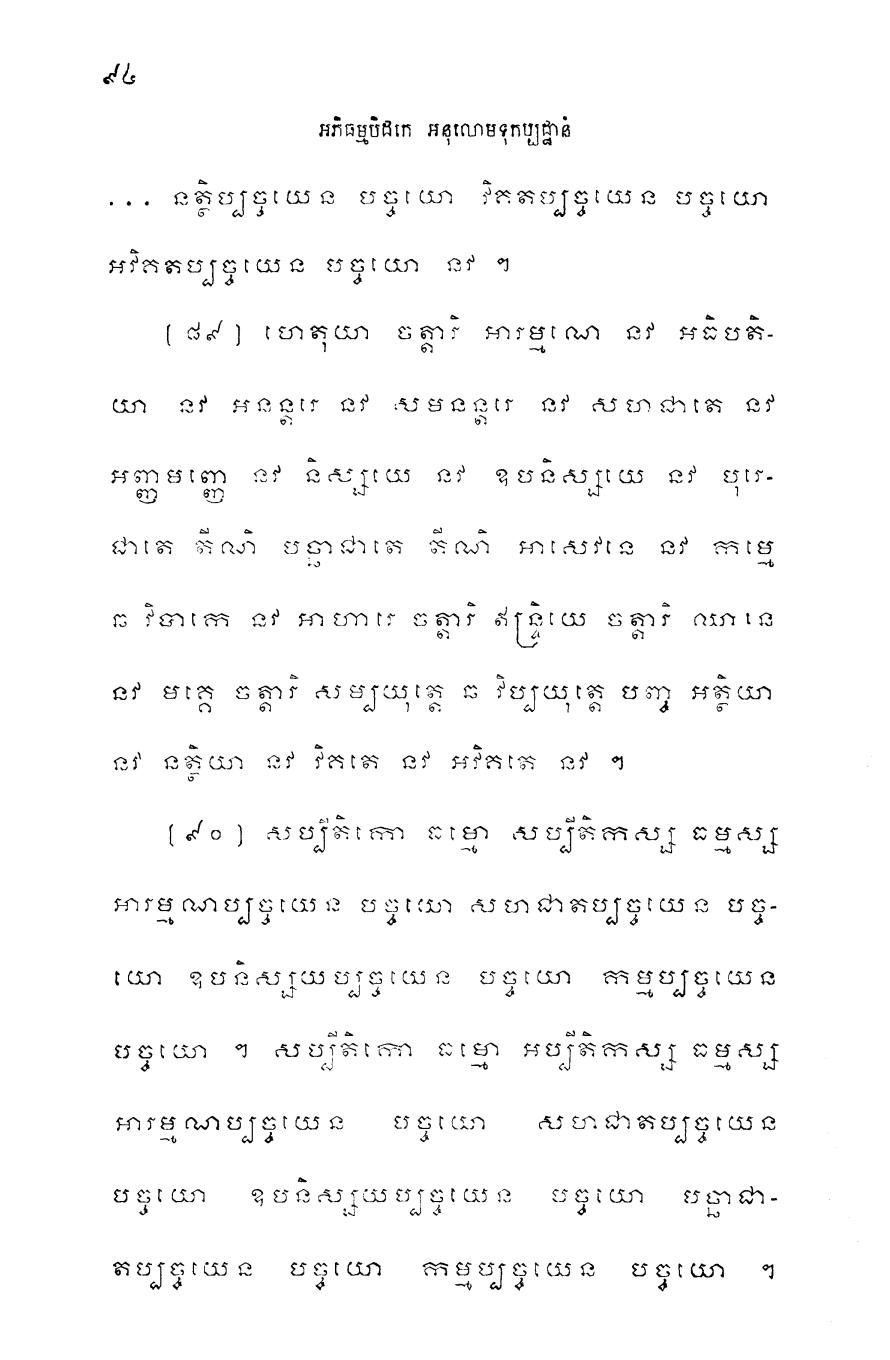 ៩៤
អភិធម្មបិដកេ អនុលោមទុកប្បដ្ឋានំ
... នត្ថិប្បច្ចយេន បច្ចយោ វិគតប្បច្ចយេន បច្ចយោ
អវិគតប្បច្ចយេន បច្ចយោ នវ ។
[៨៩] ហេតុយា ចត្តារិ អារម្មណេ នវ អធិបតិ-
យា នវ អនន្តរេ នវ សមនន្តរេ នវ សហជាតេ នវ
អញ្ញមញ្ញេ នវ និស្សយេ នវ ឧបនិស្សយេ នវ បុរេ-
ជាតេ តីណិ បច្ឆាជាតេ តីណិ អាសេវនេ នវ កម្មេ
ឆ វិបាកេ នវ អាហារេ ចត្តារិ ឥន្ទ្រិយេ ចត្តារិ ឈានេ
នវ មគ្គេ ចត្តារិ សម្បយុត្តេ ឆ វិប្បយុត្តេ បញ្ច អត្ថិយា
នវ នត្ថិយា នវ វិគតេ នវ អវិគតេ នវ ។
[៩០] សប្បីតិកោ ធម្មោ សប្បីតិកស្ស ធម្មស្ស
អារម្មណប្បច្ចយេន បច្ចយោ សហជាតប្បច្ចយេន បច្ច-
យោ ឧបនិស្សយប្បច្ចយេន បច្ចយោ កម្មប្បច្ចយេន
បច្ចយោ ។ សប្បីតិកោ ធម្មោ អប្បីតិកស្ស ធម្មស្ស
អារម្មណប្បច្ចយេន បច្ចយោ សហជាតប្បច្ចយេន
បច្ចយោ ឧបនិស្សយប្បច្ចយេន បច្ចយោ បច្ឆាជា-
តប្បច្ចយេន បច្ចយោ កម្មប្បច្ចយេន បច្ចយោ ។